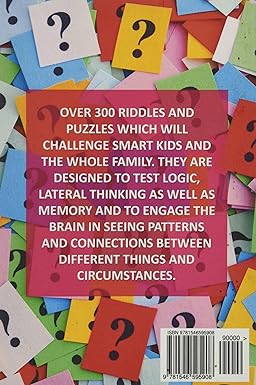 OVER 300 RIDDLES AND
PUZZLES WHICH WILL
CHALLENGE SMART KIDS AND
THE WHOLE FAMILY. THEY ARE
DESIGNED TO TEST LOGIC,
LATERAL THINKING AS WELL AS
MEMORY AND TO ENGAGE THE
BRAIN IN SEEING PATTERNS
AND CONNECTIONS BETWEEN
DIFFERENT THINGS AND
CIRCUMSTANCES.
ISBN 9781546595908
90000>
9 781546 595908